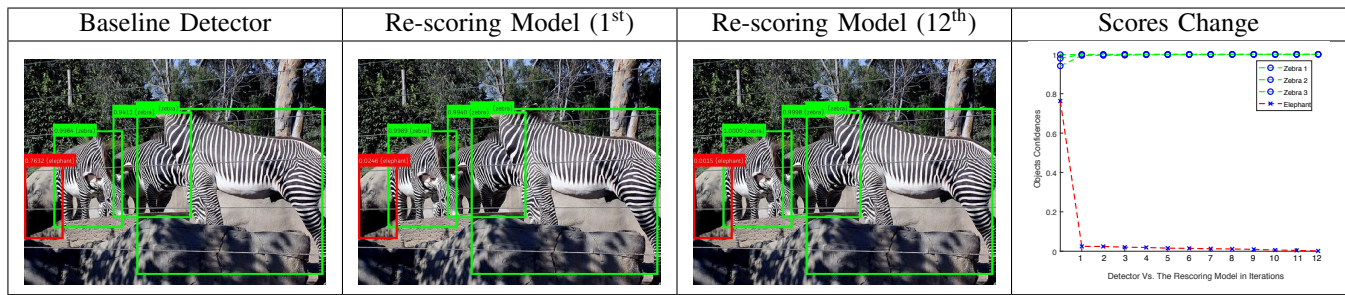 Baseline Detector
Re-scoring Model (1st)
Re-scoring Model (12th)
Scores Change
0.9413 (zebra)
(zebra)
0.9984 (zebra)
0.7632 (elephant)
0.9940 (zebra)
(zebra)
0.9989 (zebra)
0.0246 (elephant)
0.9998 (zebra)
(zebra)
1.0000 (zebra)
0.0015 (elephant)
Objects Confidences
1
0.8
0.6
0.4
0.2
0
Zebra 1
Zebra 2
Zebra 3
Elephant
1 2 3 4 5 6 7 8 9 10 11 12
Detector Vs. The Rescoring Model in Iterations